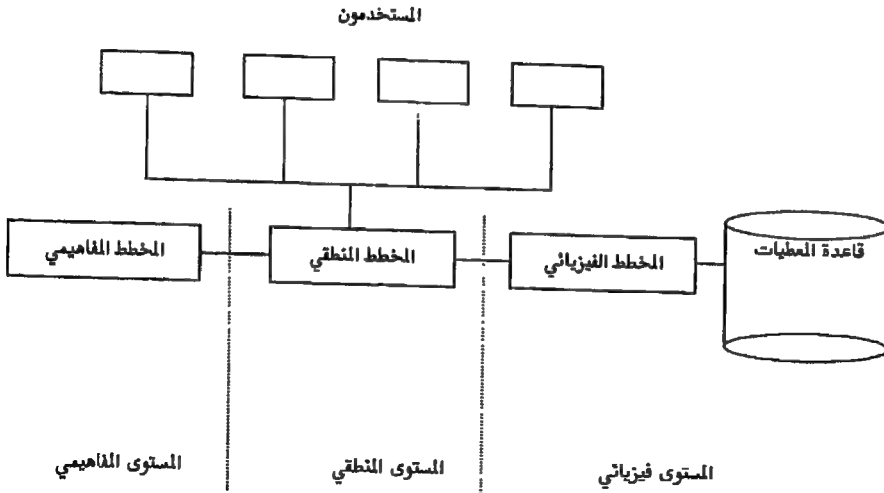 المستخدمون
المخطط المفاهيمي
المخطط المنطقي
المخطط الفيزيائي
قاعدة المعطيات
المستوى المفاهيمي
المستوى المنطقي
المستوى فيزيائي